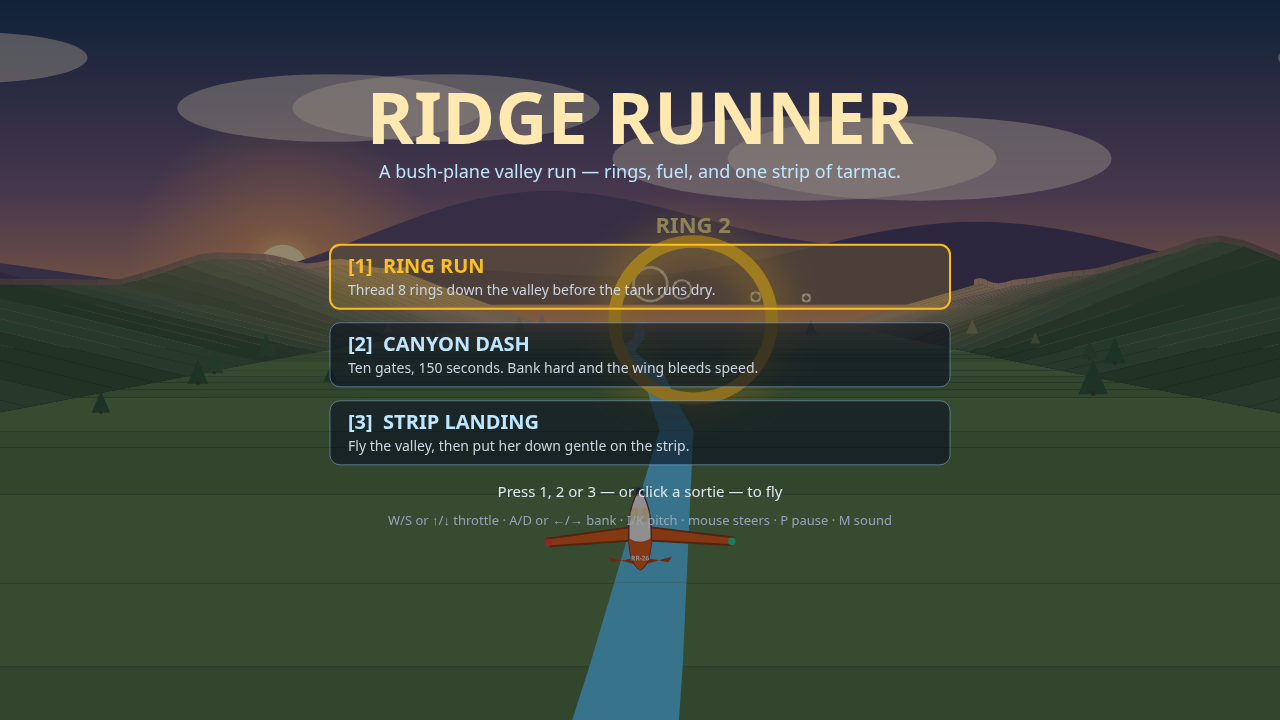 RIDGE RUNNER
A bush-plane valley run — rings, fuel, and one strip of tarmac.
RING 2
[1] RING RUN
Thread 8 rings down the valley before the tank runs dry.
[2] CANYON DASH
Ten gates, 150 seconds. Bank hard and the wing bleeds speed.
[3] STRIP LANDING
Fly the valley, then put her down gentle on the strip.
Press 1, 2 or 3 — or click a sortie — to fly
W/S or ↑/↓ throttle · A/D or ←/→ bank · I/K pitch · mouse steers · P pause · M sound
RR-26